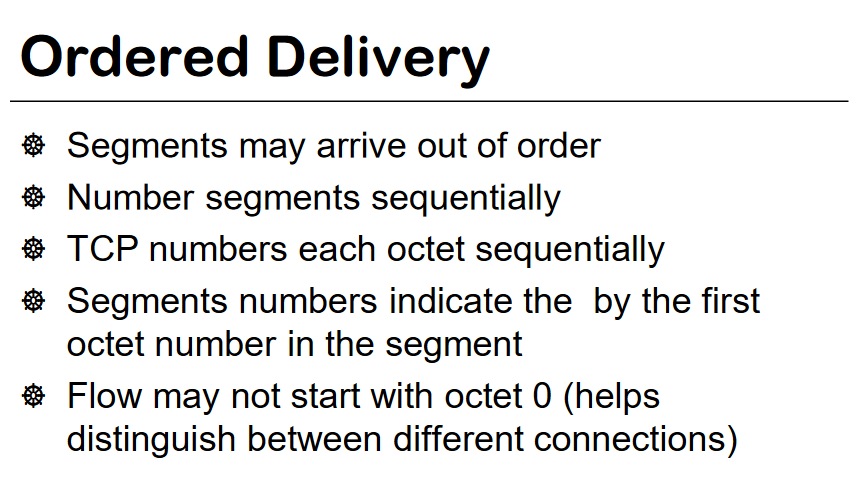 Ordered Delivery
Segments may arrive out of order
Number segments sequentially
TCP numbers each octet sequentially
Segments numbers indicate the  by the first
octet number in the segment
Flow may not start with octet 0 (helps
distinguish between different connections)